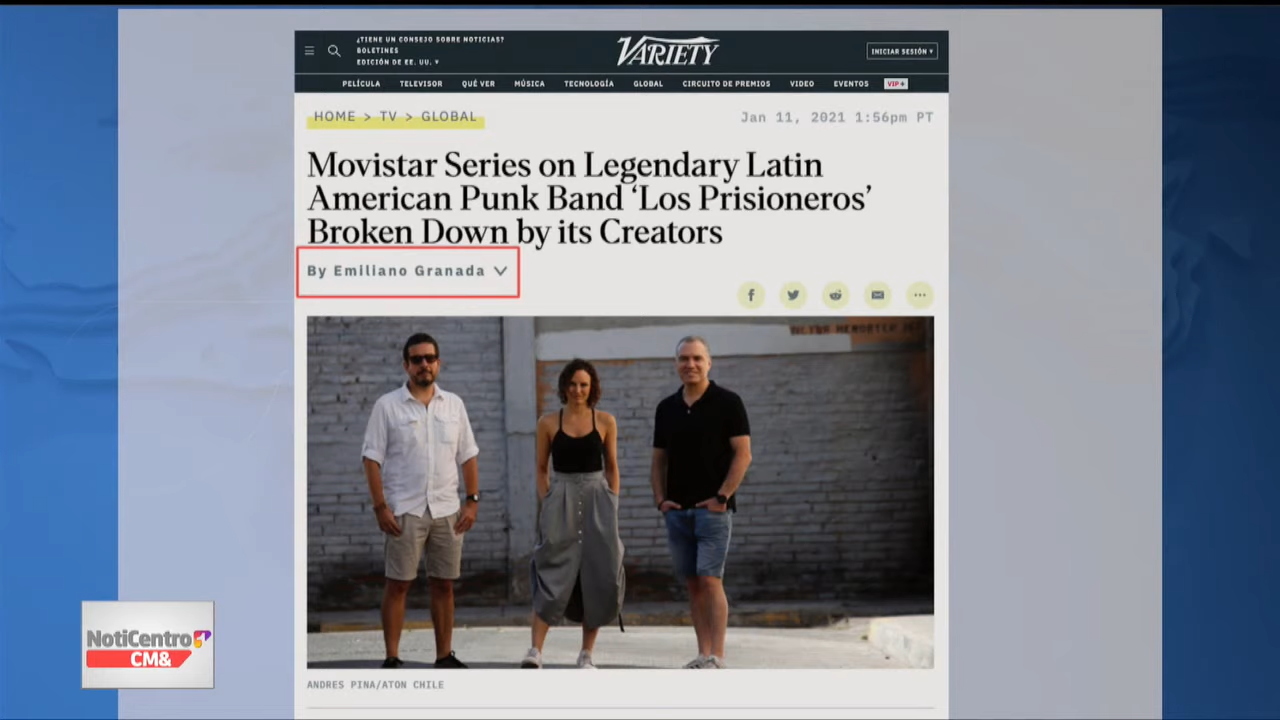 ¿TIENE UN CONSEJO SOBRE NOTICIAS?
BOLETINES
EDICIÓN DE EE. UU. ▾
VARIETY
INICIAR SESIÓN ▾
PELÍCULA TELEVISOR QUÉ VER MÚSICA TECNOLOGÍA GLOBAL CIRCUITO DE PREMIOS VIDEO EVENTOS VIP+
HOME > TV > GLOBAL
Jan 11, 2021 1:56pm PT
Movistar Series on Legendary Latin
American Punk Band ‘Los Prisioneros’
Broken Down by its Creators
By Emiliano Granada
ANDRES PINA/ATON CHILE
NotiCentro 1
CM&